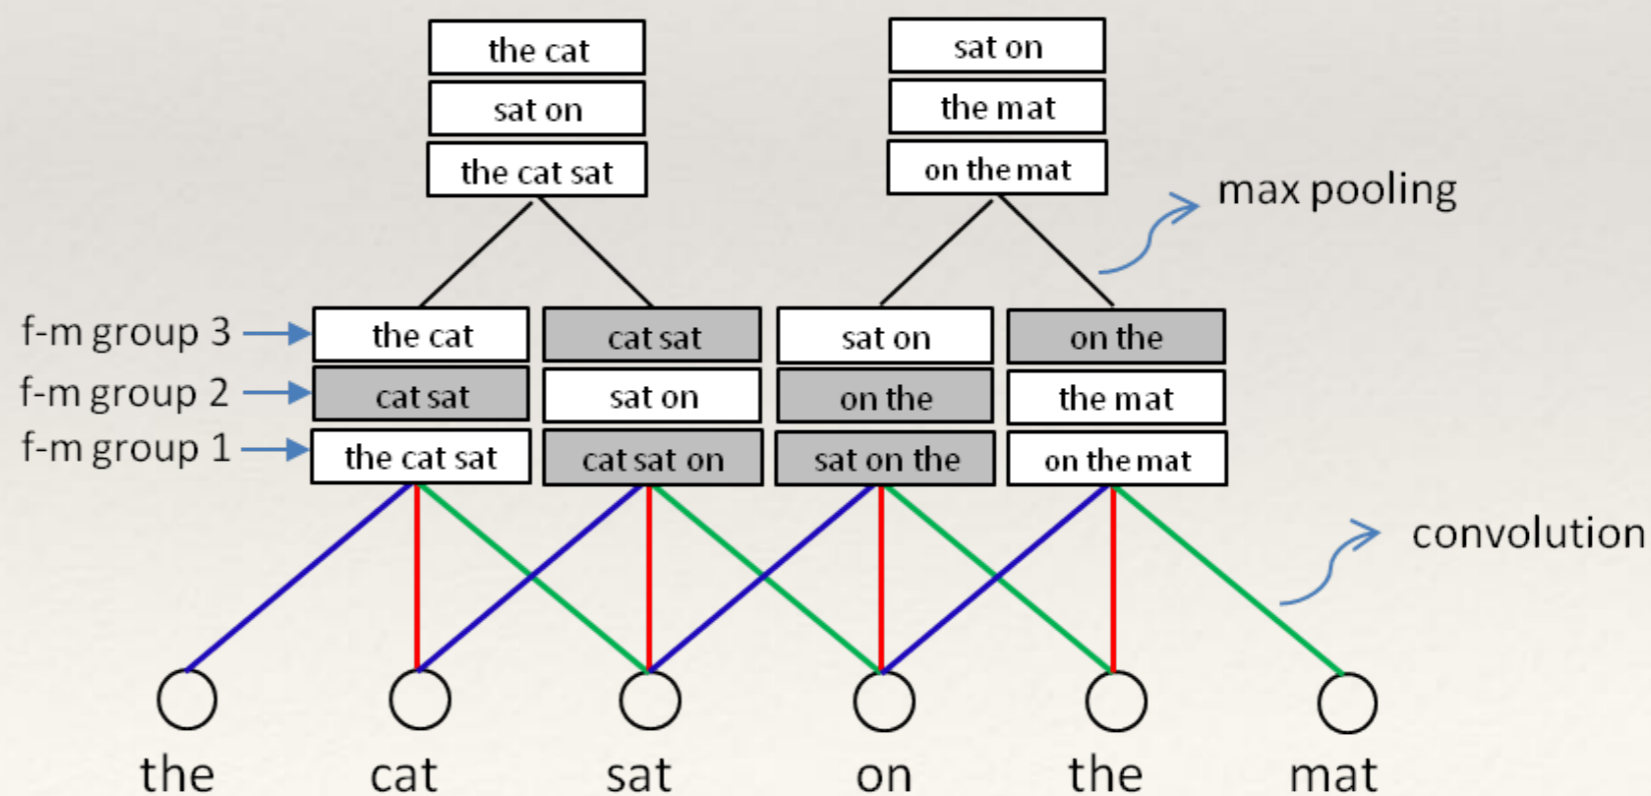 the cat
sat on
the cat sat
sat on
the mat
on the mat
max pooling
f-m group 3
the cat
cat sat
sat on
on the
f-m group 2
cat sat
sat on
on the
the mat
f-m group 1
the cat sat
cat sat on
sat on the
on the mat
convolution
the
cat
sat
on
the
mat